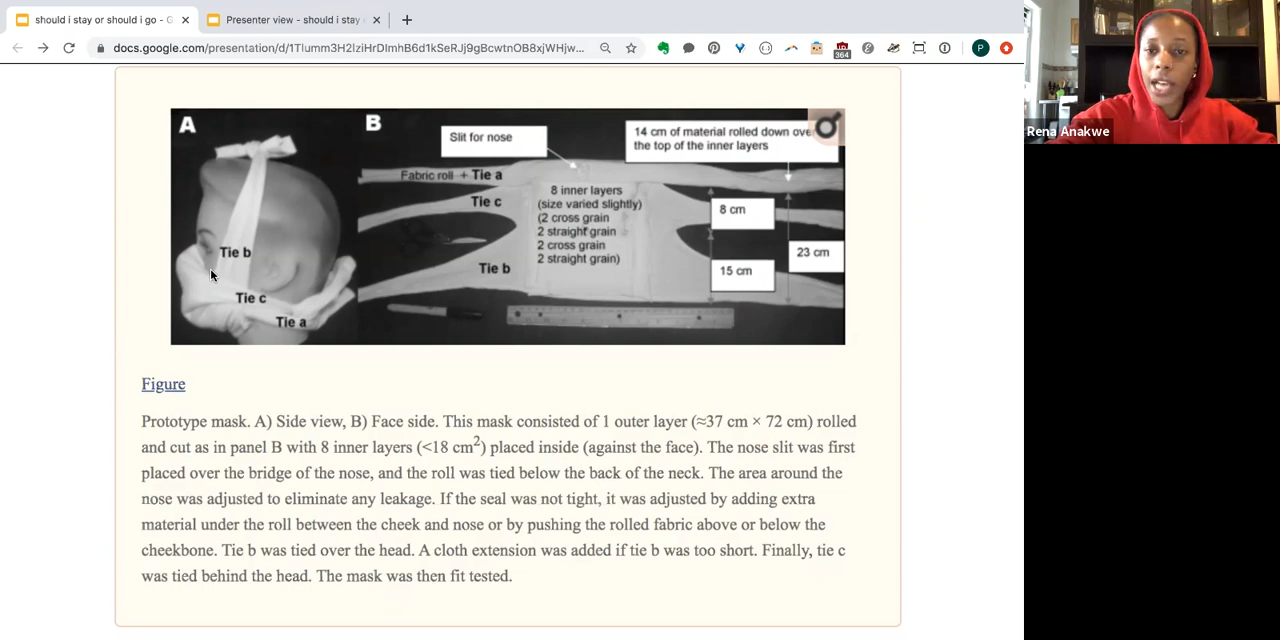 should i stay or should i go - G
Presenter view - should i stay
docs.google.com/presentation/d/1Tlumm3H2IziHrDImhB6d1kSeRJj9gBcwtnOB8xjWHjw...
364
P
Rena Anakwe
A
B
Slit for nose
14 cm of material rolled down over
the top of the inner layers
Fabric roll + Tie a
Tie c
8 inner layers
(size varied slightly)
(2 cross grain
2 straight grain
2 cross grain
2 straight grain)
8 cm
23 cm
15 cm
Tie b
Tie b
Tie c
Tie a
Figure
Prototype mask. A) Side view, B) Face side. This mask consisted of 1 outer layer (≈37 cm × 72 cm) rolled
and cut as in panel B with 8 inner layers (<18 cm2) placed inside (against the face). The nose slit was first
placed over the bridge of the nose, and the roll was tied below the back of the neck. The area around the
nose was adjusted to eliminate any leakage. If the seal was not tight, it was adjusted by adding extra
material under the roll between the cheek and nose or by pushing the rolled fabric above or below the
cheekbone. Tie b was tied over the head. A cloth extension was added if tie b was too short. Finally, tie c
was tied behind the head. The mask was then fit tested.